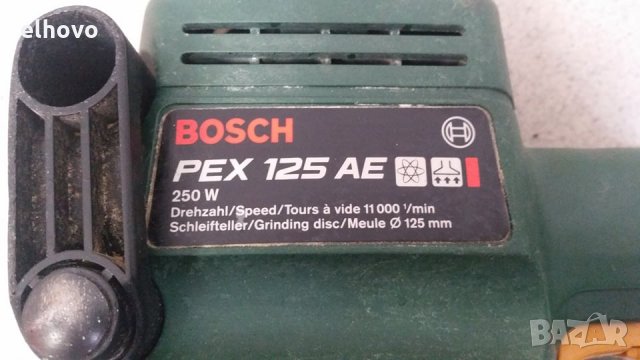 elhovo
BOSCH
PEX 125 AE
250 W
Drehzahl/Speed/Tours à vide 11 000 ¹/min
Schleifteller/Grinding disc/Meule Ø 125 mm
BAZAR